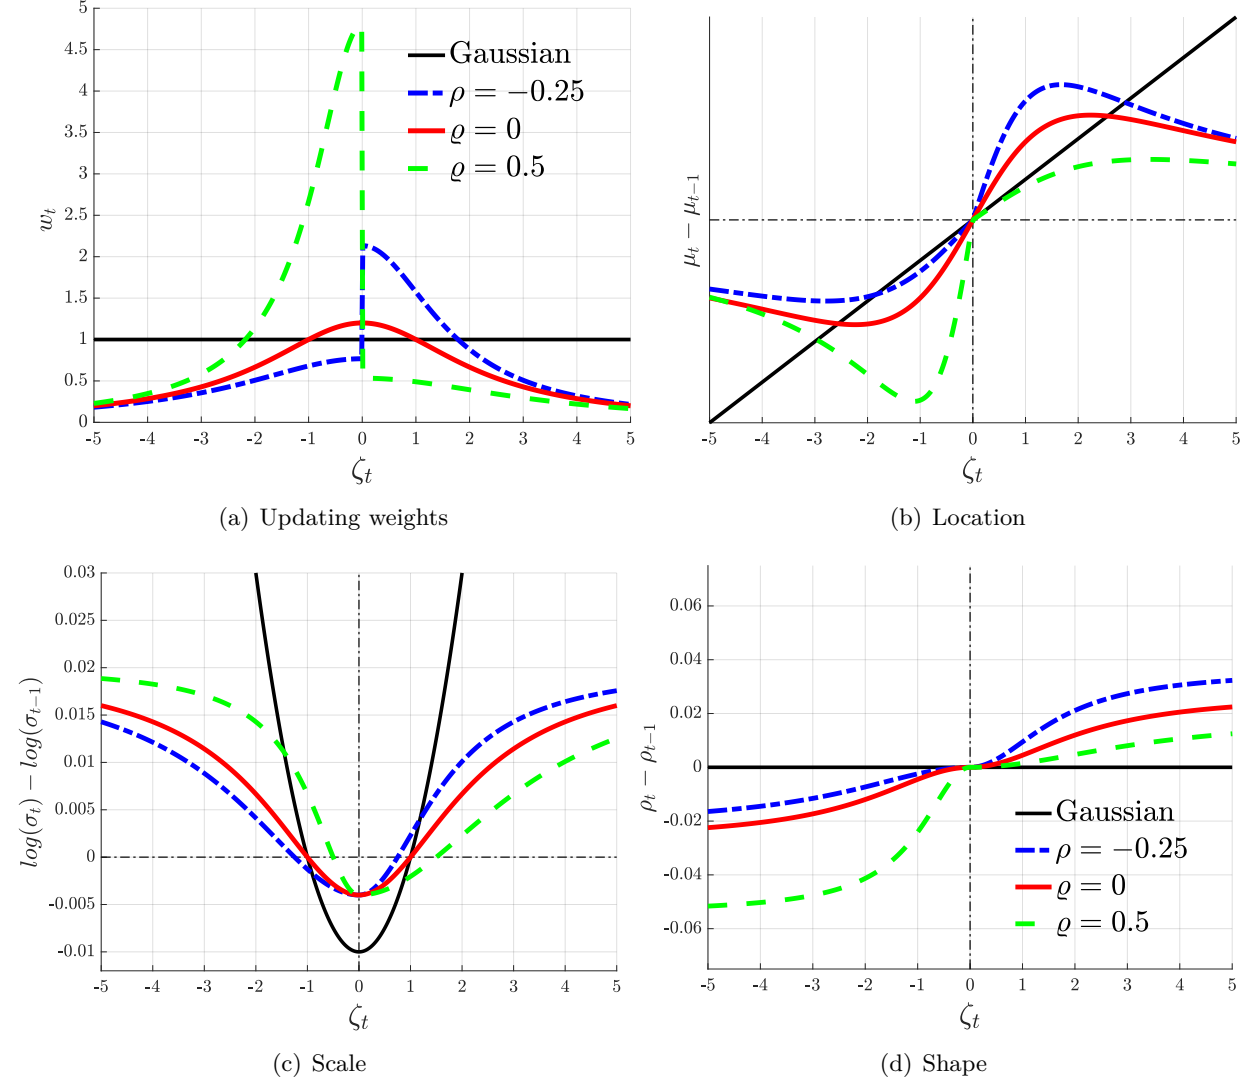 5
4.5
4
3.5
3
2.5
2
1.5
1
0.5
0
w_t
Gaussian
ρ = −0.25
ϱ = 0
ϱ = 0.5
-5 -4 -3 -2 -1 0 1 2 3 4 5
ζ_t
(a) Updating weights
μ_t − μ_{t−1}
-5 -4 -3 -2 -1 0 1 2 3 4 5
ζ_t
(b) Location
0.03
0.025
0.02
0.015
0.01
0.005
0
-0.005
-0.01
log(σ_t) − log(σ_{t−1})
-5 -4 -3 -2 -1 0 1 2 3 4 5
ζ_t
(c) Scale
0.06
0.04
0.02
0
-0.02
-0.04
-0.06
ρ_t − ρ_{t−1}
Gaussian
ρ = −0.25
ϱ = 0
ϱ = 0.5
-5 -4 -3 -2 -1 0 1 2 3 4 5
ζ_t
(d) Shape